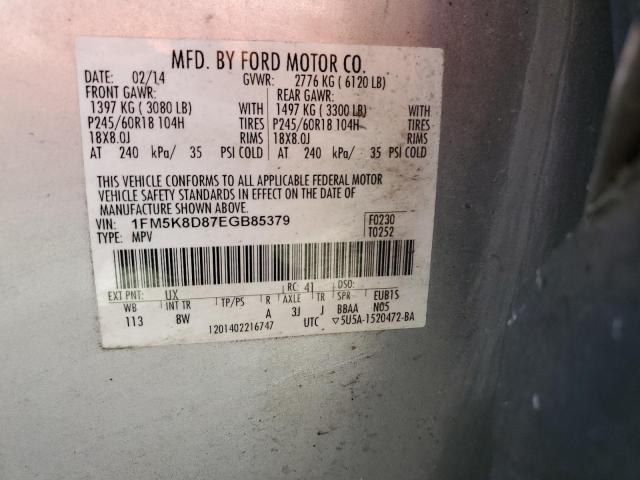 MFD. BY FORD MOTOR CO.
DATE: 02/14 GVWR: 2776 KG (6120 LB)
FRONT GAWR: REAR GAWR:
1397 KG (3080 LB) WITH 1497 KG (3300 LB) WITH
P245/60R18 104H TIRES P245/60R18 104H TIRES
18X8.0J RIMS 18X8.0J RIMS
AT 240 kPa/ 35 PSI COLD AT 240 kPa/ 35 PSI COLD
THIS VEHICLE CONFORMS TO ALL APPLICABLE FEDERAL MOTOR
VEHICLE SAFETY STANDARDS IN EFFECT ON THE DATE OF
MANUFACTURE SHOWN ABOVE.
VIN: 1FM5K8D87EGB85379 F0230
TYPE: MPV T0252
EXT PNT: UX RC: 41 DSO:
WB INT TR TP/PS R AXLE TR SPR EUBTS
113 8W A 3J J BBAA N05
1201402216747 UTC ▽5U5A-1520472-BA